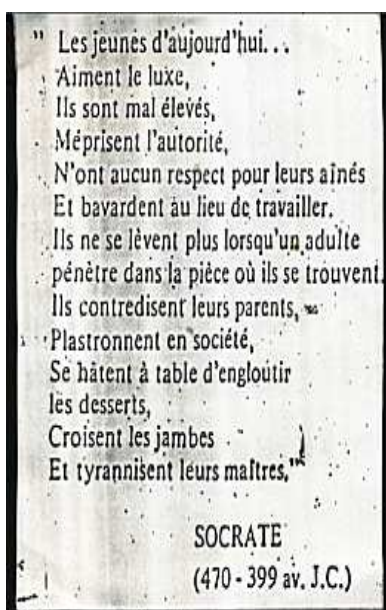 " Les jeunes d'aujourd'hui...
Aiment le luxe,
Ils sont mal élevés,
Méprisent l'autorité,
N'ont aucun respect pour leurs aînés
Et bavardent au lieu de travailler.
Ils ne se lèvent plus lorsqu'un adulte
pénètre dans la pièce où ils se trouvent.
Ils contredisent leurs parents,
Plastronnent en société,
Se hâtent à table d'engloutir
les desserts,
Croisent les jambes
Et tyrannisent leurs maîtres."
SOCRATE
(470 - 399 av. J.C.)